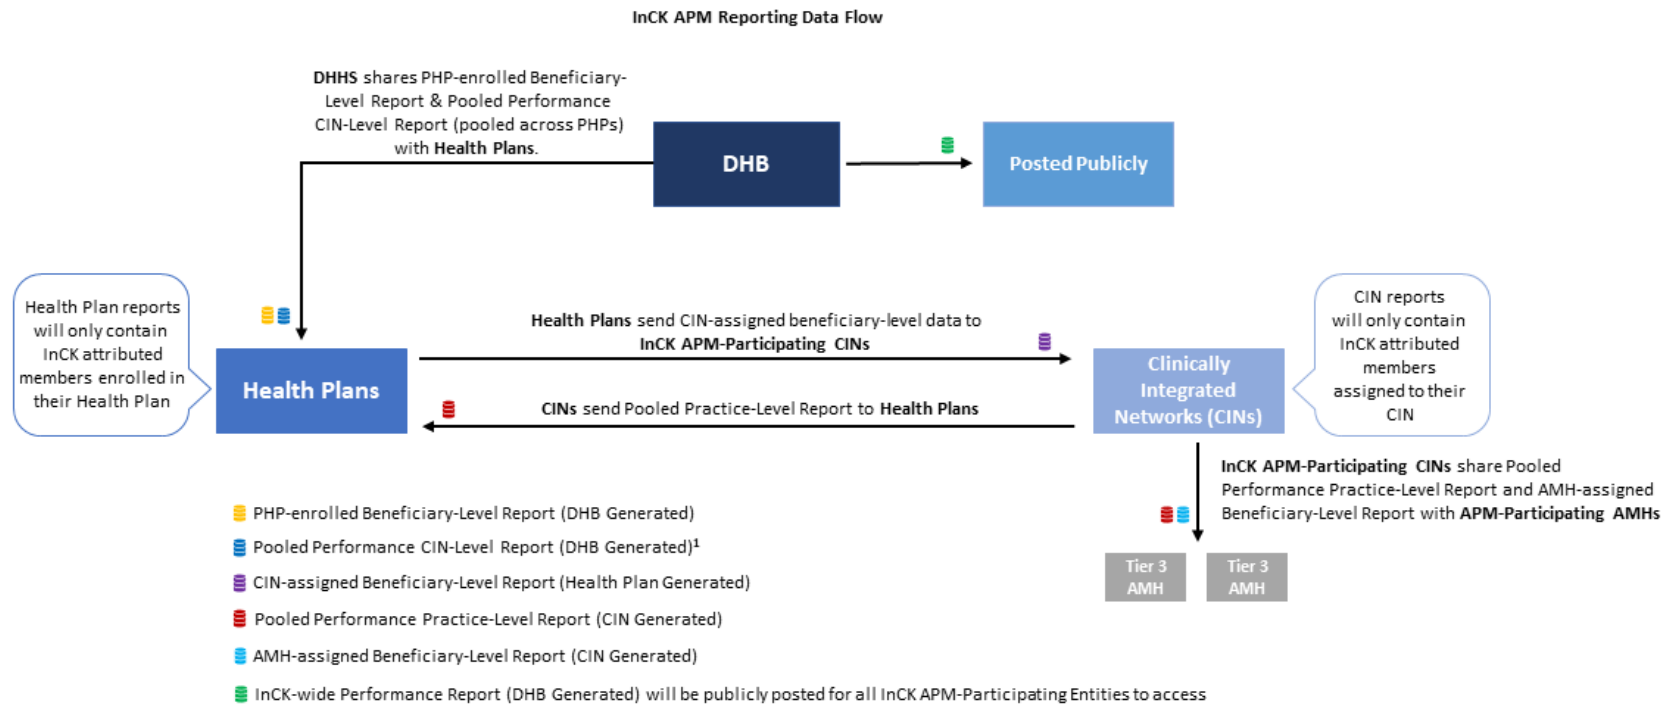 InCK APM Reporting Data Flow
DHHS shares PHP-enrolled Beneficiary-
Level Report & Pooled Performance
CIN-Level Report (pooled across PHPs)
with Health Plans.
DHB
Posted Publicly
Health Plan reports
will only contain
InCK attributed
members enrolled in
their Health Plan
Health Plans send CIN-assigned beneficiary-level data to
InCK APM-Participating CINs
CIN reports
will only contain
InCK attributed
members
assigned to their
CIN
Health Plans
Clinically
Integrated
Networks (CINs)
CINs send Pooled Practice-Level Report to Health Plans
InCK APM-Participating CINs share Pooled
Performance Practice-Level Report and AMH-assigned
Beneficiary-Level Report with APM-Participating AMHs
Tier 3
AMH
Tier 3
AMH
PHP-enrolled Beneficiary-Level Report (DHB Generated)
Pooled Performance CIN-Level Report (DHB Generated)¹
CIN-assigned Beneficiary-Level Report (Health Plan Generated)
Pooled Performance Practice-Level Report (CIN Generated)
AMH-assigned Beneficiary-Level Report (CIN Generated)
InCK-wide Performance Report (DHB Generated) will be publicly posted for all InCK APM-Participating Entities to access